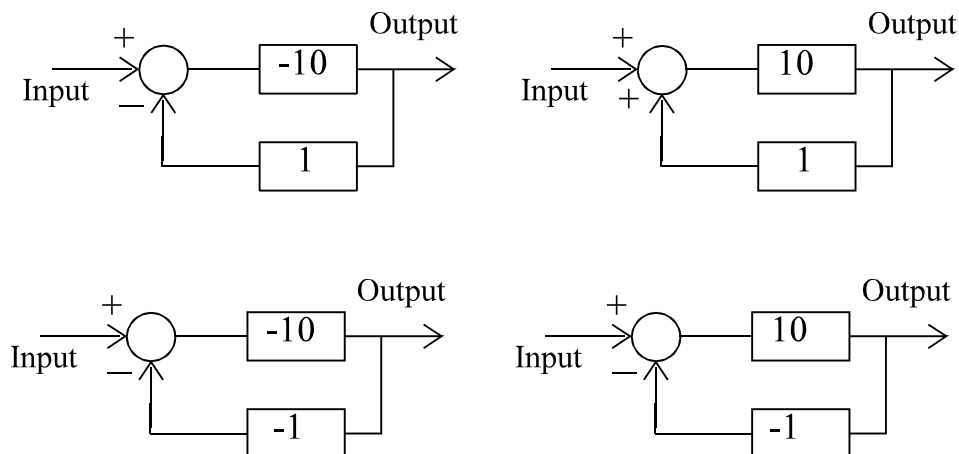 Output
+
-10
Input
−
1
Output
+
10
Input
+
1
Output
+
-10
Input
−
-1
Output
+
10
Input
−
-1